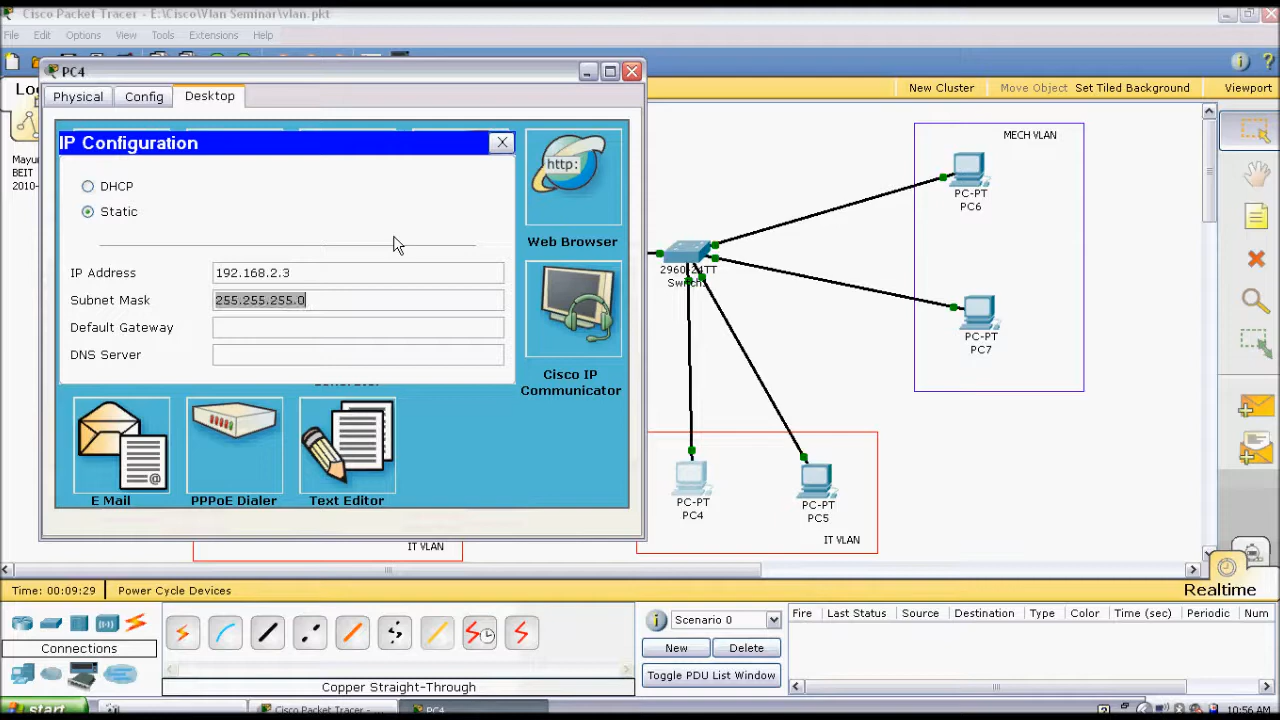 Cisco Packet Tracer - E:\Cisco\Vlan Seminar\vlan.pkt
File Edit Options View Tools Extensions Help
PC4
Physical Config Desktop
New Cluster Move Object Set Tiled Background Viewport
IP Configuration
X
DHCP
Static
IP Address 192.168.2.3
Subnet Mask 255.255.255.0
Default Gateway
DNS Server
http:
Web Browser
Cisco IP
Communicator
E Mail PPPoE Dialer Text Editor
MECH VLAN
PC-PT
PC6
PC-PT
PC7
PC-PT
PC4
PC-PT
PC5
IT VLAN
IT VLAN
BEIT
Time: 00:09:29 Power Cycle Devices
Realtime
Connections
Copper Straight-Through
Scenario 0
New Delete
Toggle PDU List Window
Fire Last Status Source Destination Type Color Time (sec) Periodic Num
start
Cisco Packet Tracer - ...
PC4
10:56 AM